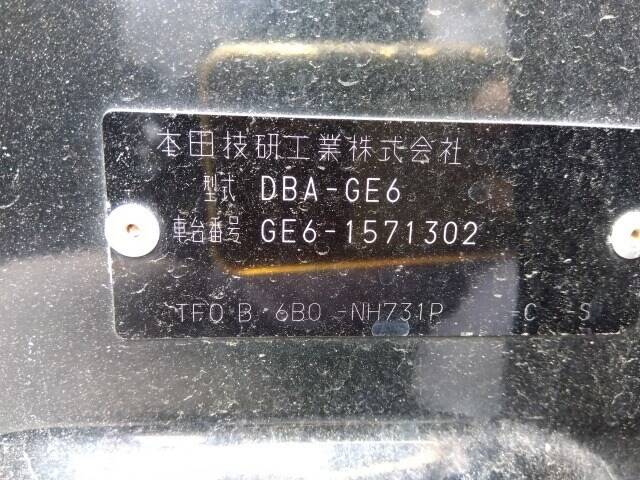 本田技研工業株式会社
型式 DBA-GE6
車台番号 GE6-1571302
TF0 B 6B0 -NH731P -C -S